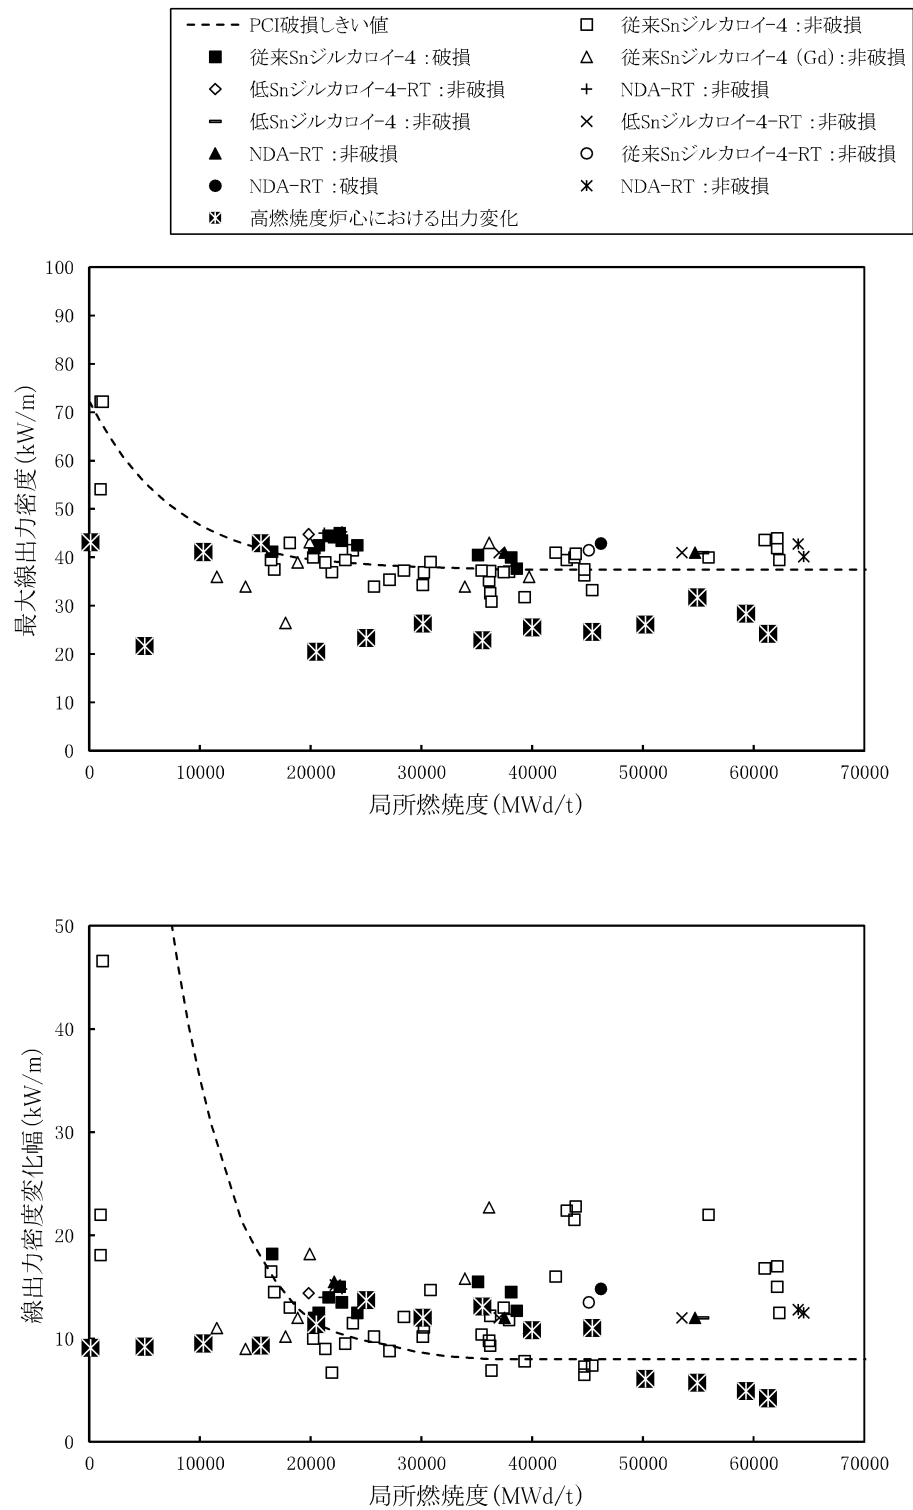 PCI破損しきい値
従来Snジルカロイ-4：非破損
従来Snジルカロイ-4：破損
従来Snジルカロイ-4（Gd）：非破損
低Snジルカロイ-4-RT：非破損
NDA-RT：非破損
低Snジルカロイ-4：非破損
低Snジルカロイ-4-RT：非破損
NDA-RT：非破損
従来Snジルカロイ-4-RT：非破損
NDA-RT：破損
NDA-RT：非破損
高燃焼度炉心における出力変化
最大線出力密度(kW/m)
100
90
80
70
60
50
40
30
20
10
0
0 10000 20000 30000 40000 50000 60000 70000
局所燃焼度(MWd/t)
線出力密度変化幅(kW/m)
50
40
30
20
10
0
0 10000 20000 30000 40000 50000 60000 70000
局所燃焼度(MWd/t)